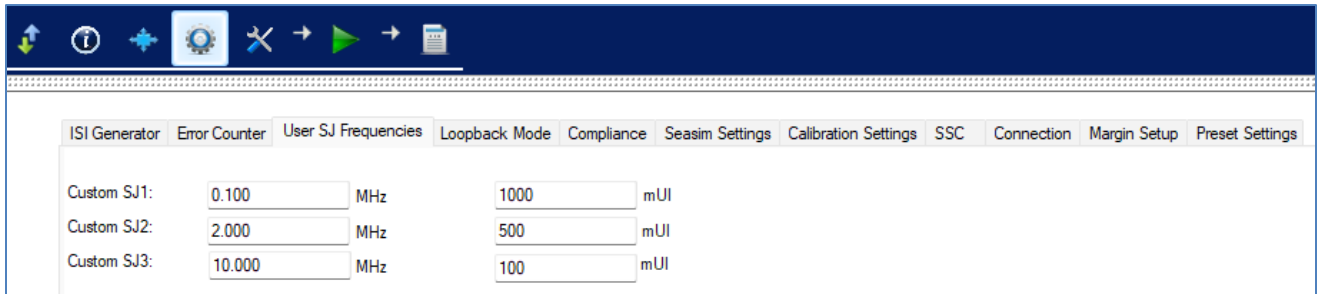 ISI Generator Error Counter User SJ Frequencies Loopback Mode Compliance Seasim Settings Calibration Settings SSC Connection Margin Setup Preset Settings
Custom SJ1: 0.100 MHz 1000 mUI
Custom SJ2: 2.000 MHz 500 mUI
Custom SJ3: 10.000 MHz 100 mUI